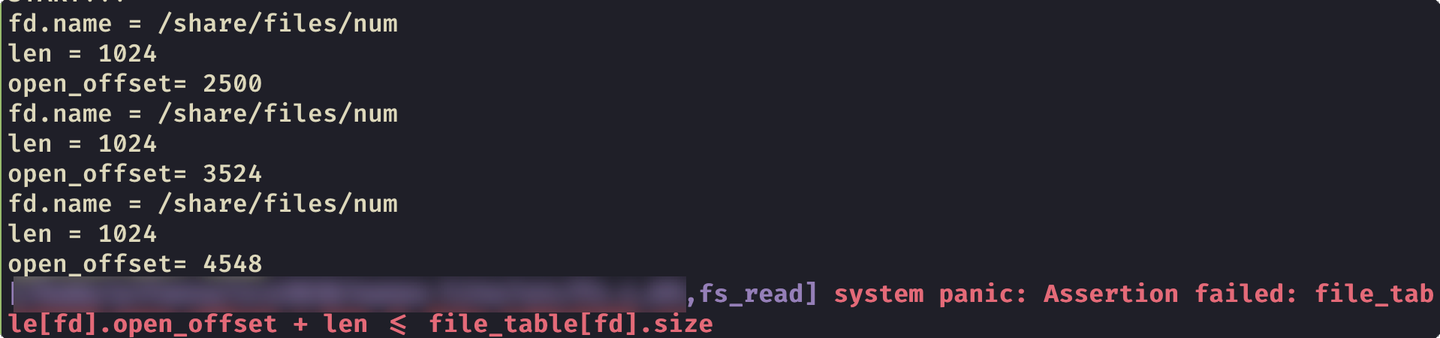 fd.name = /share/files/num
len = 1024
open_offset= 2500
fd.name = /share/files/num
len = 1024
open_offset= 3524
fd.name = /share/files/num
len = 1024
open_offset= 4548
,fs_read] system panic: Assertion failed: file_tab
le[fd].open_offset + len ⩽ file_table[fd].size